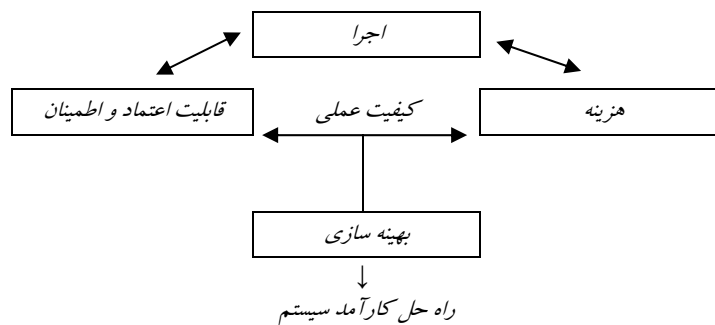 اجرا
هزینه
کیفیت عملی
قابلیت اعتماد و اطمینان
بهینه سازی
راه حل کارآمد سیستم